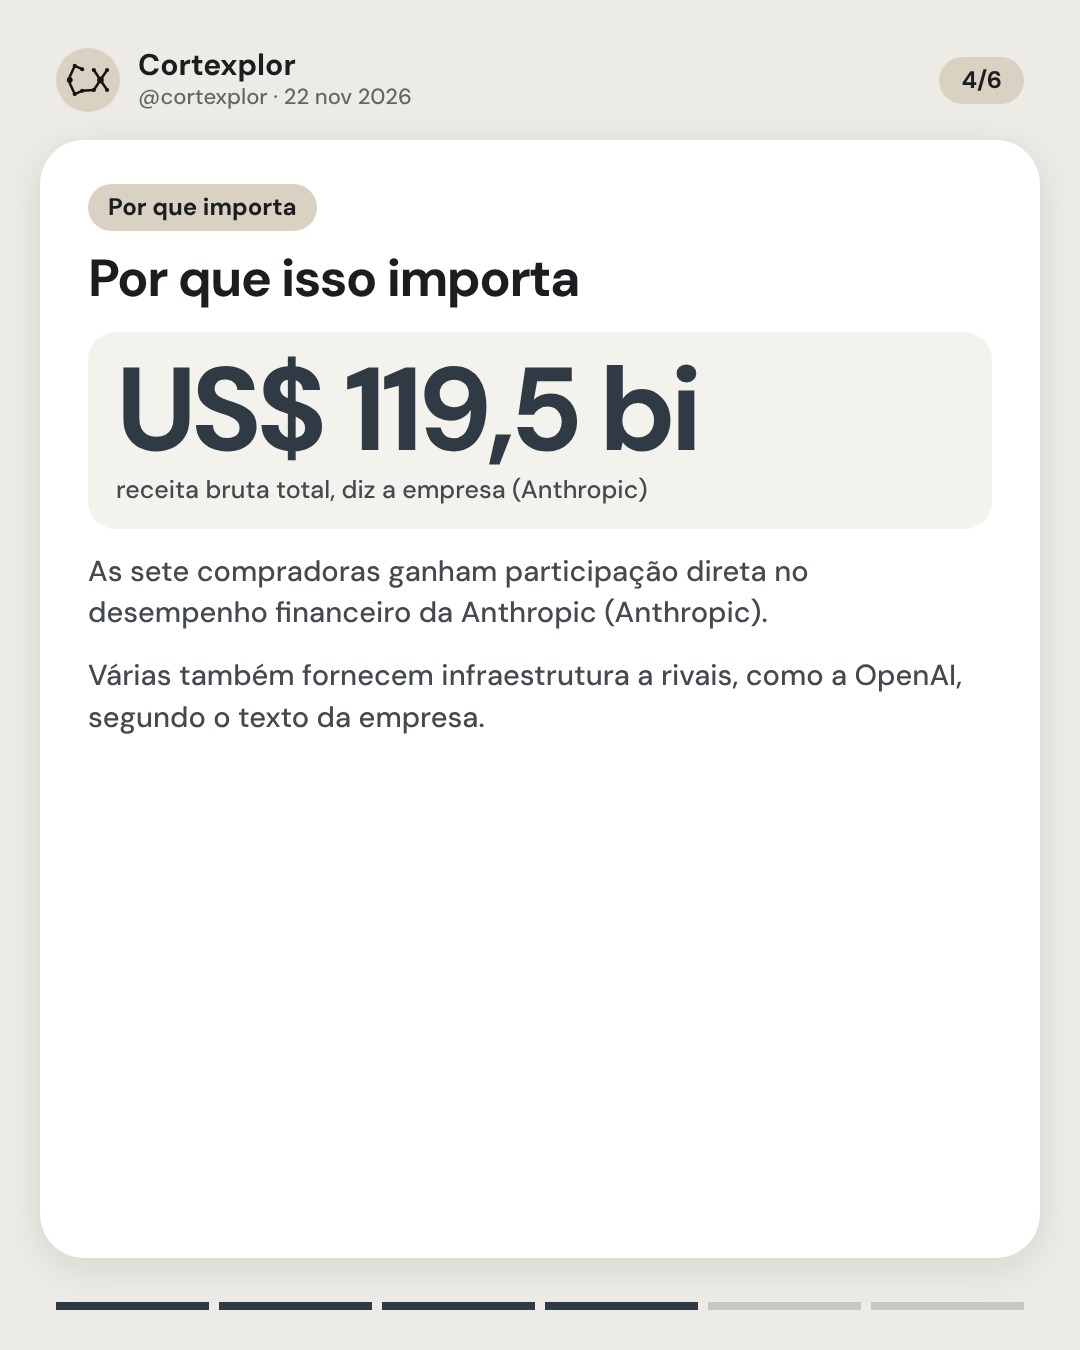 Cortexplor
@cortexplor · 22 nov 2026
4/6
Por que importa
Por que isso importa
US$ 119,5 bi
receita bruta total, diz a empresa (Anthropic)
As sete compradoras ganham participação direta no
desempenho financeiro da Anthropic (Anthropic).
Várias também fornecem infraestrutura a rivais, como a OpenAI,
segundo o texto da empresa.